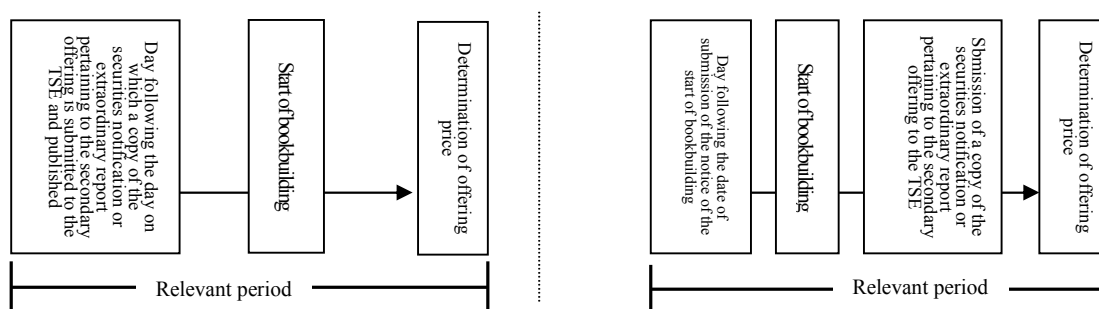 Day following the day on
which a copy of the
securities notification or
extraordinary report
pertaining to the secondary
offering is submitted to the
TSE and published
Start of bookbuilding
Determination of offering
price
Relevant period
Day following the date of
submission of the notice of the
start of bookbuilding
Start of bookbuilding
Sbmission of a copy of the
securities notification or
extraordinary report
pertaining to the secondary
offering to the TSE
Determination of offering
price
Relevant period